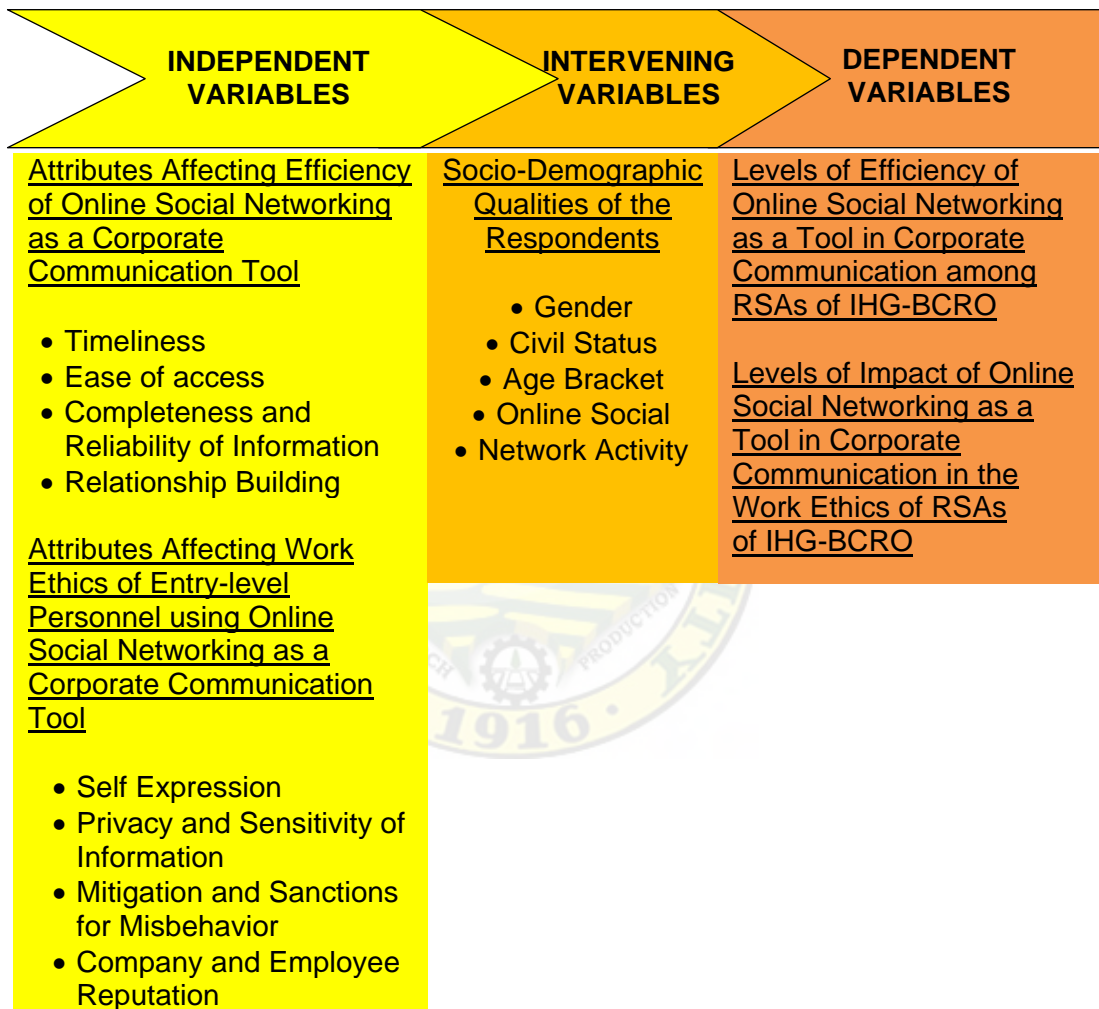 INDEPENDENT
VARIABLES
INTERVENING
VARIABLES
DEPENDENT
VARIABLES
Attributes Affecting Efficiency
of Online Social Networking
as a Corporate
Communication Tool
• Timeliness
• Ease of access
• Completeness and
Reliability of Information
• Relationship Building
Attributes Affecting Work
Ethics of Entry-level
Personnel using Online
Social Networking as a
Corporate Communication
Tool
• Self Expression
• Privacy and Sensitivity of
Information
• Mitigation and Sanctions
for Misbehavior
• Company and Employee
Reputation
Socio-Demographic
Qualities of the
Respondents
• Gender
• Civil Status
• Age Bracket
• Online Social
• Network Activity
Levels of Efficiency of
Online Social Networking
as a Tool in Corporate
Communication among
RSAs of IHG-BCRO
Levels of Impact of Online
Social Networking as a
Tool in Corporate
Communication in the
Work Ethics of RSAs
of IHG-BCRO
PRODUCTION
1916